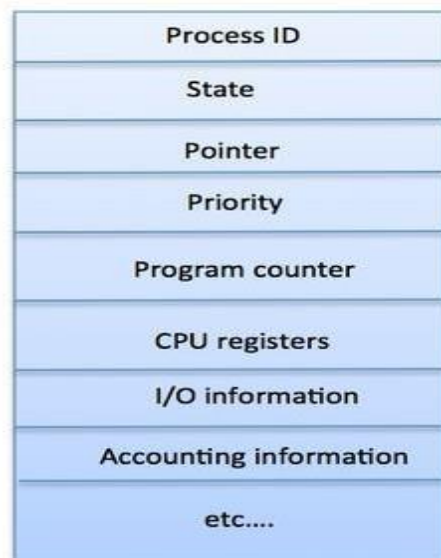 Process ID
State
Pointer
Priority
Program counter
CPU registers
I/O information
Accounting information
etc....